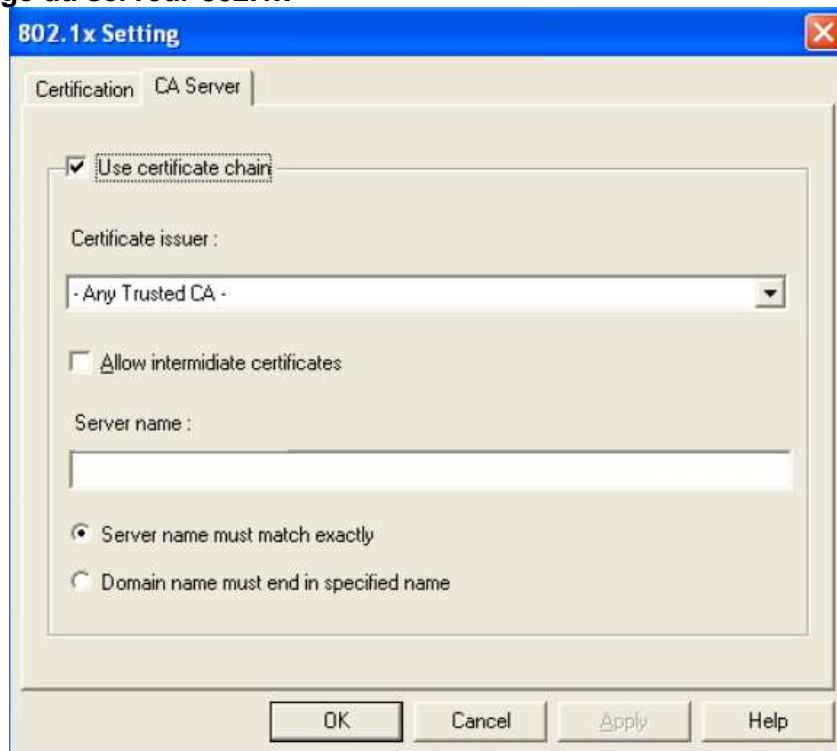 802.1x Setting
Certification CA Server
Use certificate chain
Certificate issuer :
- Any Trusted CA -
Allow intermidiate certificates
Server name :
Server name must match exactly
Domain name must end in specified name
OK Cancel Apply Help